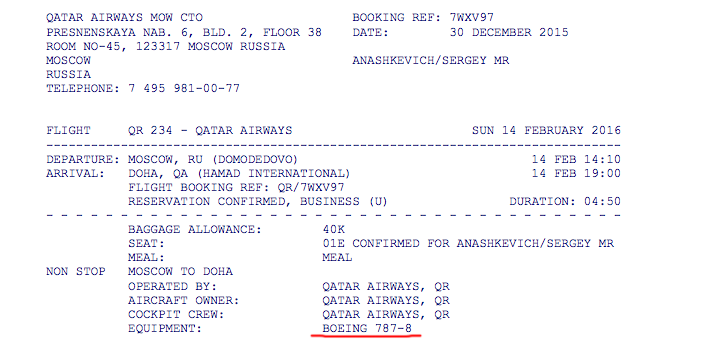 QATAR AIRWAYS MOW CTO BOOKING REF: 7WXV97
PRESNENSKAYA NAB. 6, BLD. 2, FLOOR 38 DATE: 30 DECEMBER 2015
ROOM NO-45, 123317 MOSCOW RUSSIA
MOSCOW ANASHKEVICH/SERGEY MR
RUSSIA
TELEPHONE: 7 495 981-00-77
FLIGHT QR 234 - QATAR AIRWAYS SUN 14 FEBRUARY 2016
DEPARTURE: MOSCOW, RU (DOMODEDOVO) 14 FEB 14:10
ARRIVAL: DOHA, QA (HAMAD INTERNATIONAL) 14 FEB 19:00
FLIGHT BOOKING REF: QR/7WXV97
RESERVATION CONFIRMED, BUSINESS (U) DURATION: 04:50
BAGGAGE ALLOWANCE: 40K
SEAT: 01E CONFIRMED FOR ANASHKEVICH/SERGEY MR
MEAL: MEAL
NON STOP MOSCOW TO DOHA
OPERATED BY: QATAR AIRWAYS, QR
AIRCRAFT OWNER: QATAR AIRWAYS, QR
COCKPIT CREW: QATAR AIRWAYS, QR
EQUIPMENT: BOEING 787-8